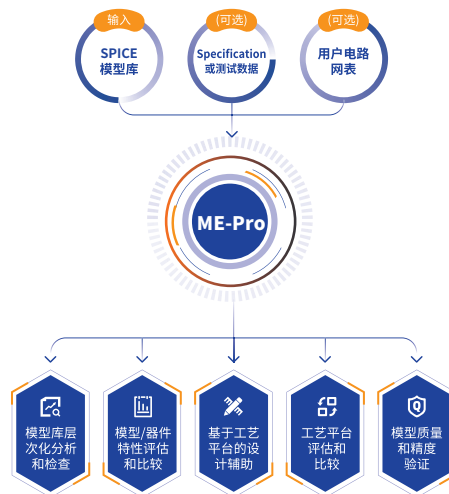 输入
(可选)
(可选)
SPICE
模型库
Specification
或测试数据
用户电路
网表
ME-Pro
模型库层
次化分析
和检查
模型/器件
特性评估
和比较
基于工艺
平台的设
计辅助
工艺平台
评估和
比较
模型质量
和精度
验证